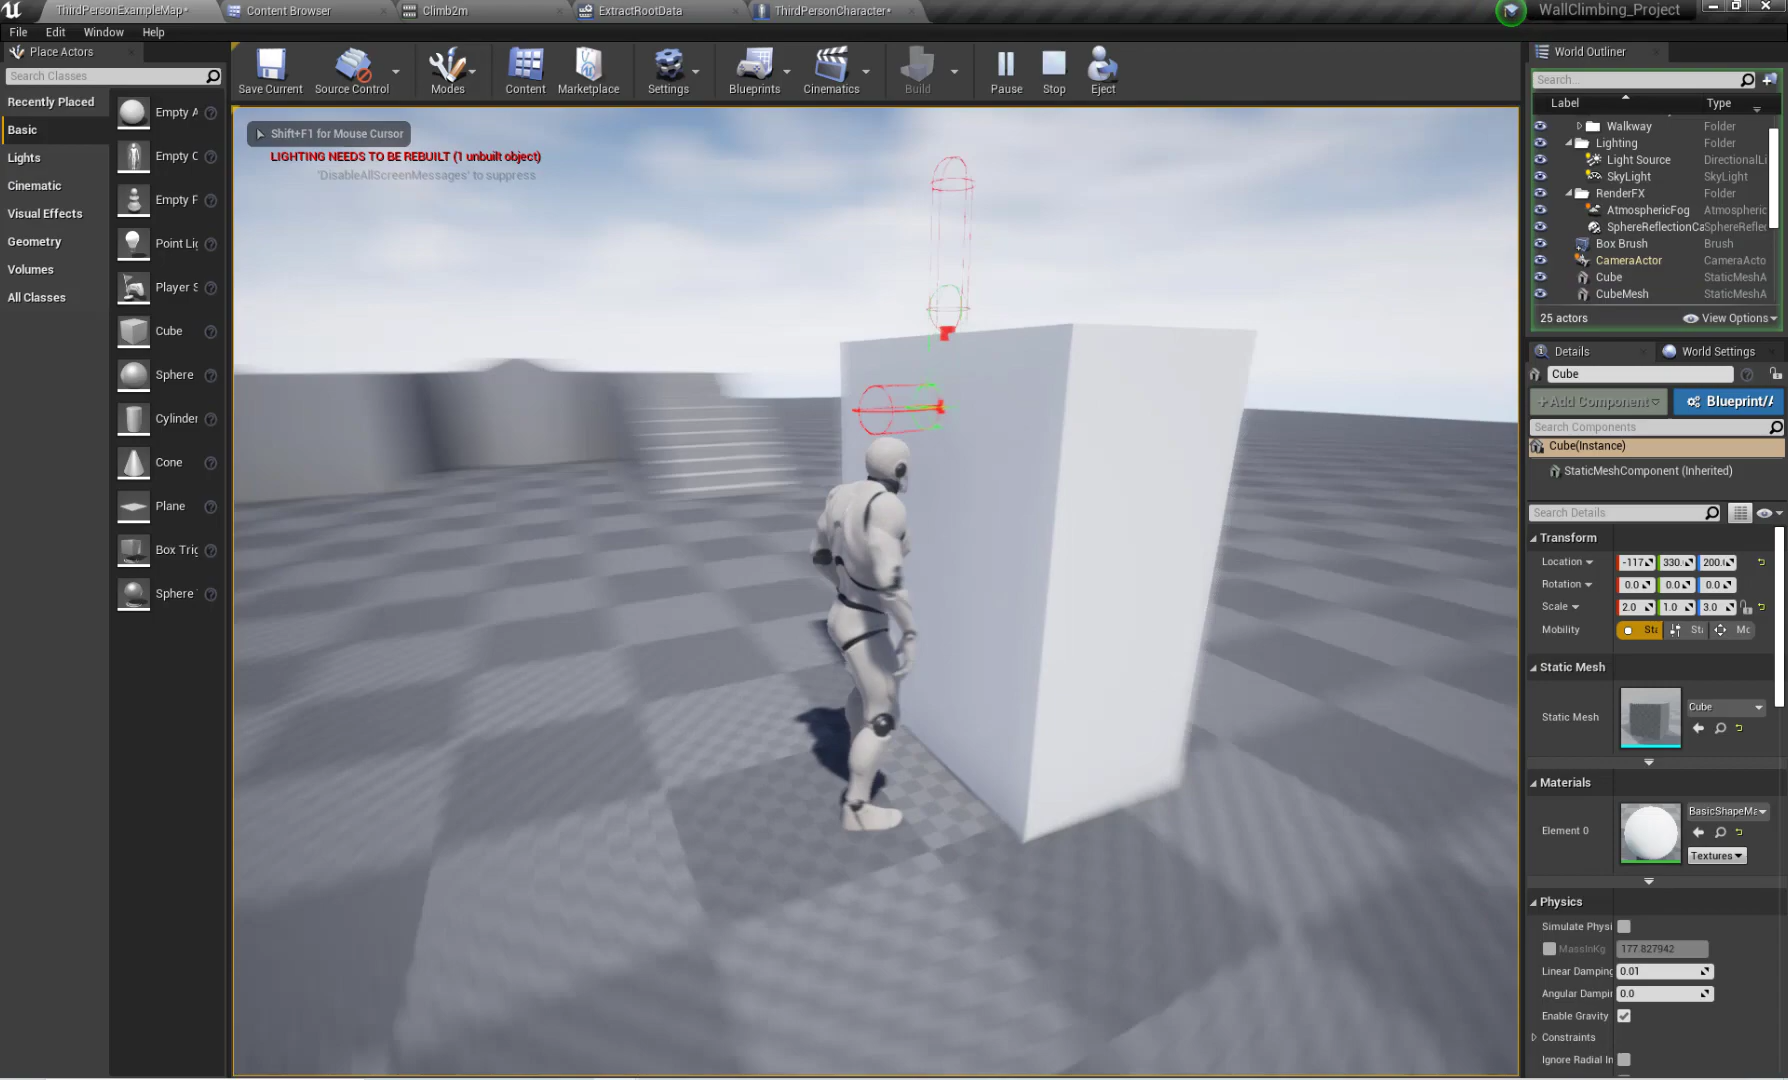 ThirdPersonExampleMap*
Content Browser
Climb2m
ExtractRootData
ThirdPersonCharacter*
WallClimbing_Project
File
Edit
Window
Help
Place Actors
Search Classes
Recently Placed
Basic
Lights
Cinematic
Visual Effects
Geometry
Volumes
All Classes
Empty A
Empty C
Empty F
Point Lig
Player S
Cube
Sphere
Cylinder
Cone
Plane
Box Trig
Sphere
Save Current
Source Control
Modes
Content
Marketplace
Settings
Blueprints
Cinematics
Build
Pause
Stop
Eject
Shift+F1 for Mouse Cursor
LIGHTING NEEDS TO BE REBUILT (1 unbuilt object)
'DisableAllScreenMessages' to suppress
World Outliner
Search...
Label
Type
Walkway
Folder
Lighting
Folder
Light Source
DirectionalLi
SkyLight
SkyLight
RenderFX
Folder
AtmosphericFog
Atmospheric
SphereReflectionCa
SphereReflec
Box Brush
Brush
CameraActor
CameraActo
Cube
StaticMeshA
CubeMesh
StaticMeshA
25 actors
View Options
Details
World Settings
Cube
+ Add Component
Blueprint/A
Search Components
Cube(Instance)
StaticMeshComponent (Inherited)
Search Details
Transform
Location
-117
330.
200.
Rotation
0.0
0.0
0.0
Scale
2.0
1.0
3.0
Mobility
Sta
Sta
Mo
Static Mesh
Static Mesh
Cube
Materials
Element 0
BasicShapeMa
Textures
Physics
Simulate Physi
MassInKg
177.827942
Linear Damping
0.01
Angular Dampi
0.0
Enable Gravity
Constraints
Ignore Radial In